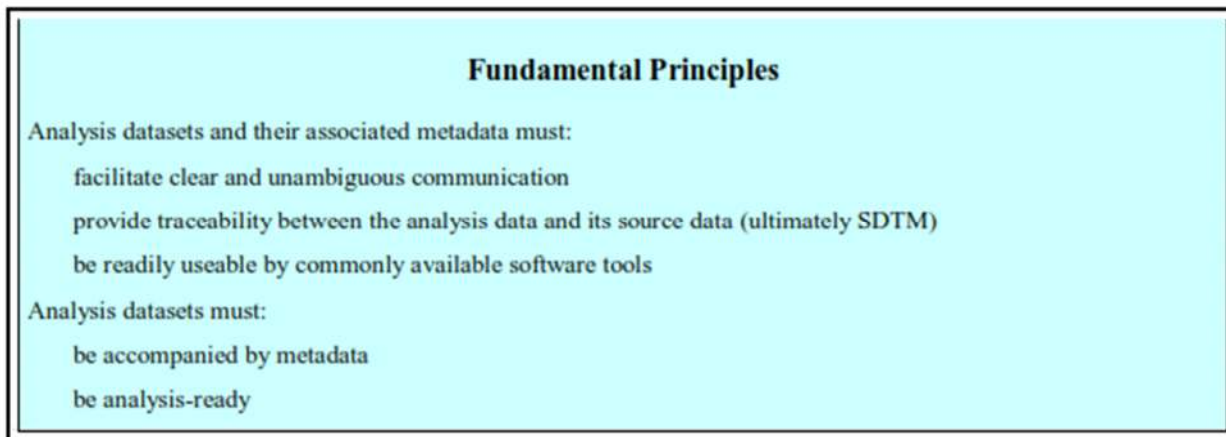 Fundamental Principles
Analysis datasets and their associated metadata must:
facilitate clear and unambiguous communication
provide traceability between the analysis data and its source data (ultimately SDTM)
be readily useable by commonly available software tools
Analysis datasets must:
be accompanied by metadata
be analysis-ready